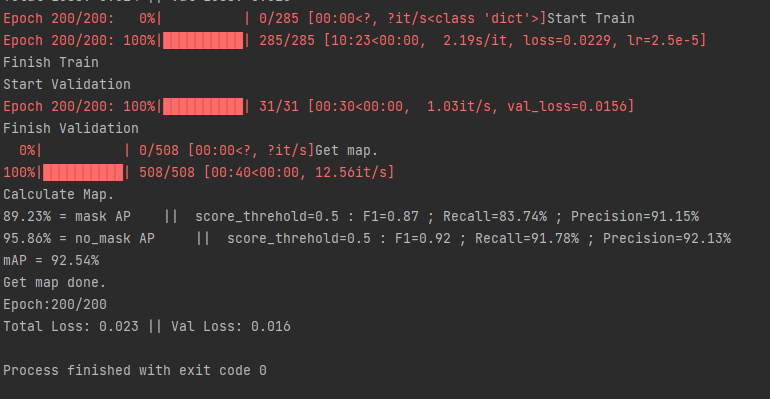 Epoch 200/200:   0%|          | 0/285 [00:00<?, ?it/s<class 'dict'>]Start Train
Epoch 200/200: 100%|██████████| 285/285 [10:23<00:00,  2.19s/it, loss=0.0229, lr=2.5e-5]
Finish Train
Start Validation
Epoch 200/200: 100%|██████████| 31/31 [00:30<00:00,  1.03it/s, val_loss=0.0156]
Finish Validation
  0%|          | 0/508 [00:00<?, ?it/s]Get map.
100%|██████████| 508/508 [00:40<00:00, 12.56it/s]
Calculate Map.
89.23% = mask AP    ||  score_threhold=0.5 : F1=0.87 ; Recall=83.74% ; Precision=91.15%
95.86% = no_mask AP     ||  score_threhold=0.5 : F1=0.92 ; Recall=91.78% ; Precision=92.13%
mAP = 92.54%
Get map done.
Epoch:200/200
Total Loss: 0.023 || Val Loss: 0.016
Process finished with exit code 0